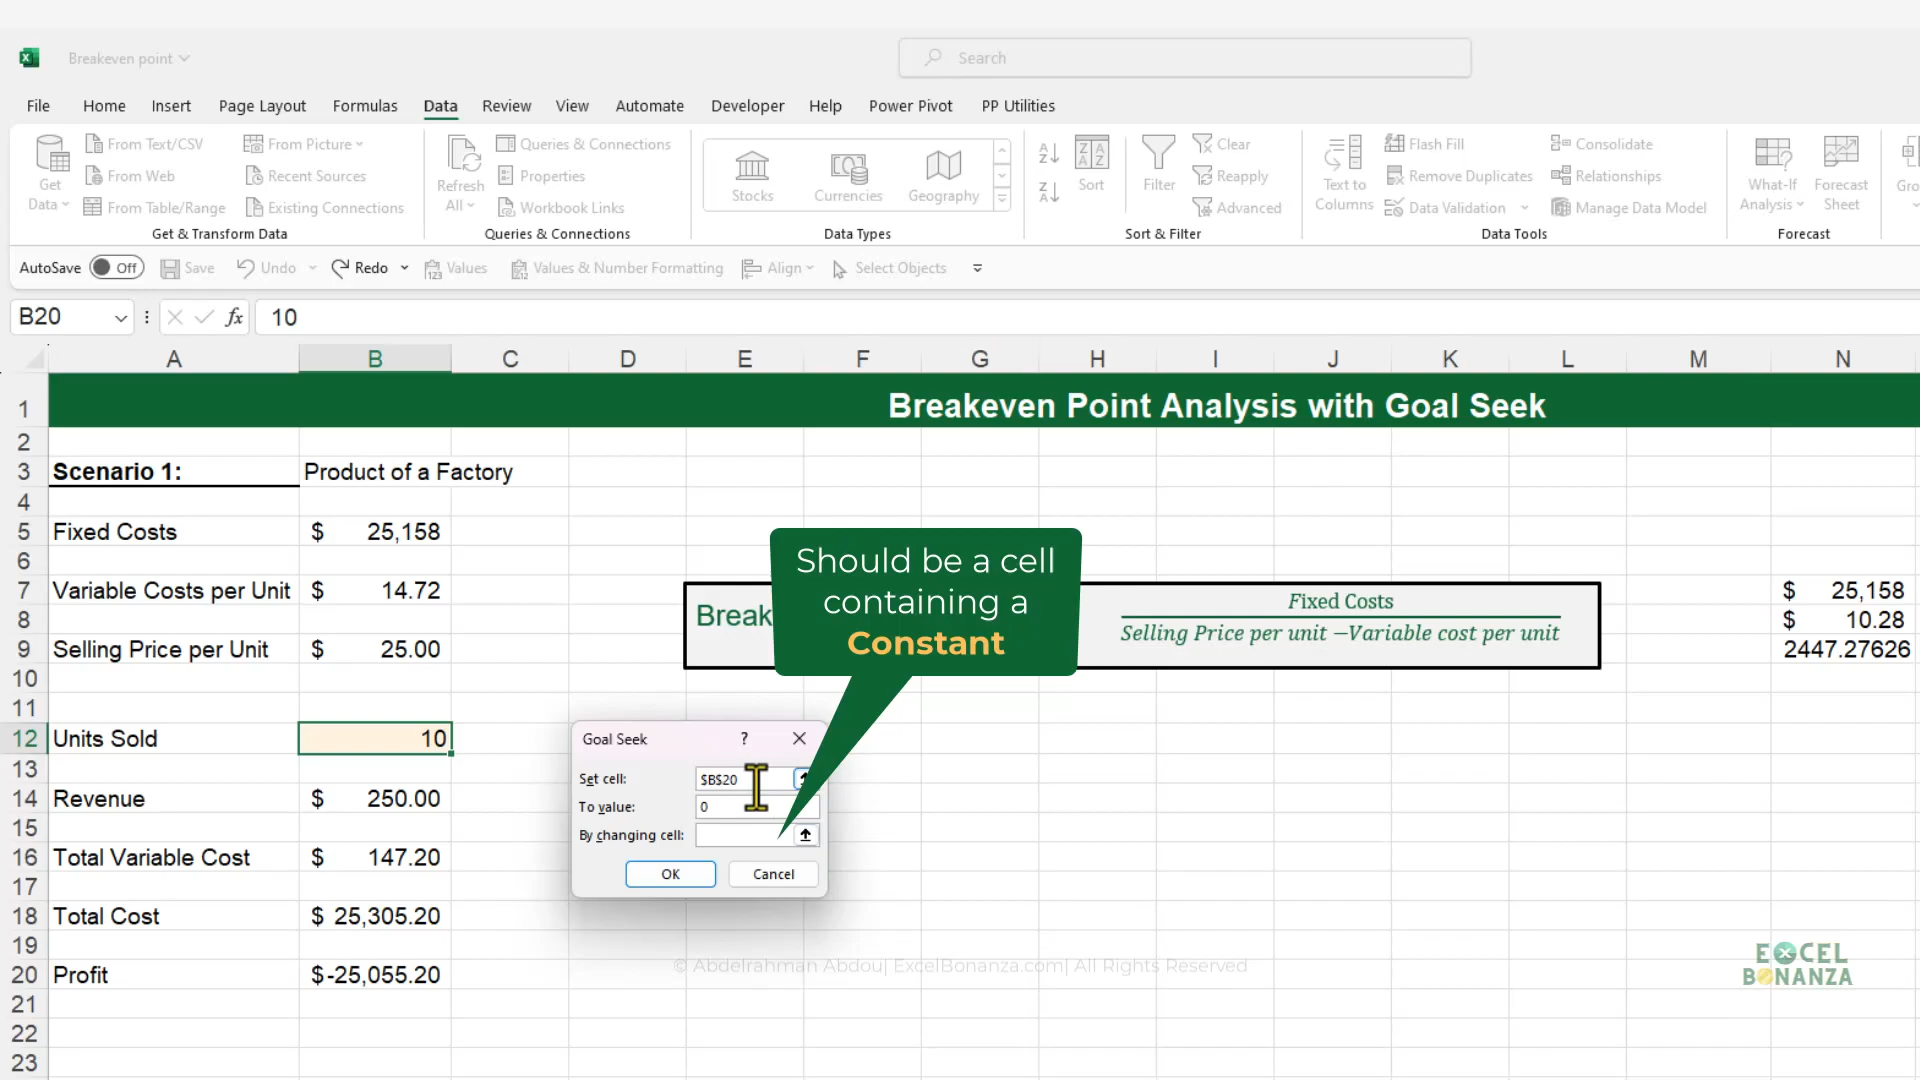 Breakeven point
Search
File Home Insert Page Layout Formulas Data Review View Automate Developer Help Power Pivot PP Utilities
Get Data
From Text/CSV
From Web
From Table/Range
From Picture
Recent Sources
Existing Connections
Get & Transform Data
Refresh All
Queries & Connections
Properties
Workbook Links
Queries & Connections
Stocks Currencies Geography
Data Types
Sort
Filter
Clear
Reapply
Advanced
Sort & Filter
Text to Columns
Flash Fill
Remove Duplicates
Data Validation
Consolidate
Relationships
Manage Data Model
Data Tools
What-If Analysis
Forecast Sheet
Forecast
AutoSave Off Save Undo Redo Values Values & Number Formatting Align Select Objects
B20 fx 10
A B C D E F G H I J K L M N
1 Breakeven Point Analysis with Goal Seek
2
3 Scenario 1: Product of a Factory
4
5 Fixed Costs $ 25,158
6
7 Variable Costs per Unit $ 14.72
8
9 Selling Price per Unit $ 25.00
10
11
12 Units Sold 10
13
14 Revenue $ 250.00
15
16 Total Variable Cost $ 147.20
17
18 Total Cost $ 25,305.20
19
20 Profit $-25,055.20
21
22
23
Should be a cell
containing a
Constant
Fixed Costs
Selling Price per unit −Variable cost per unit
$ 25,158
$ 10.28
2447.27626
Goal Seek ?
Set cell: $B$20
To value: 0
By changing cell:
OK Cancel
© Abdelrahman Abdou| ExcelBonanza.com| All Rights Reserved
EXCEL
BONANZA